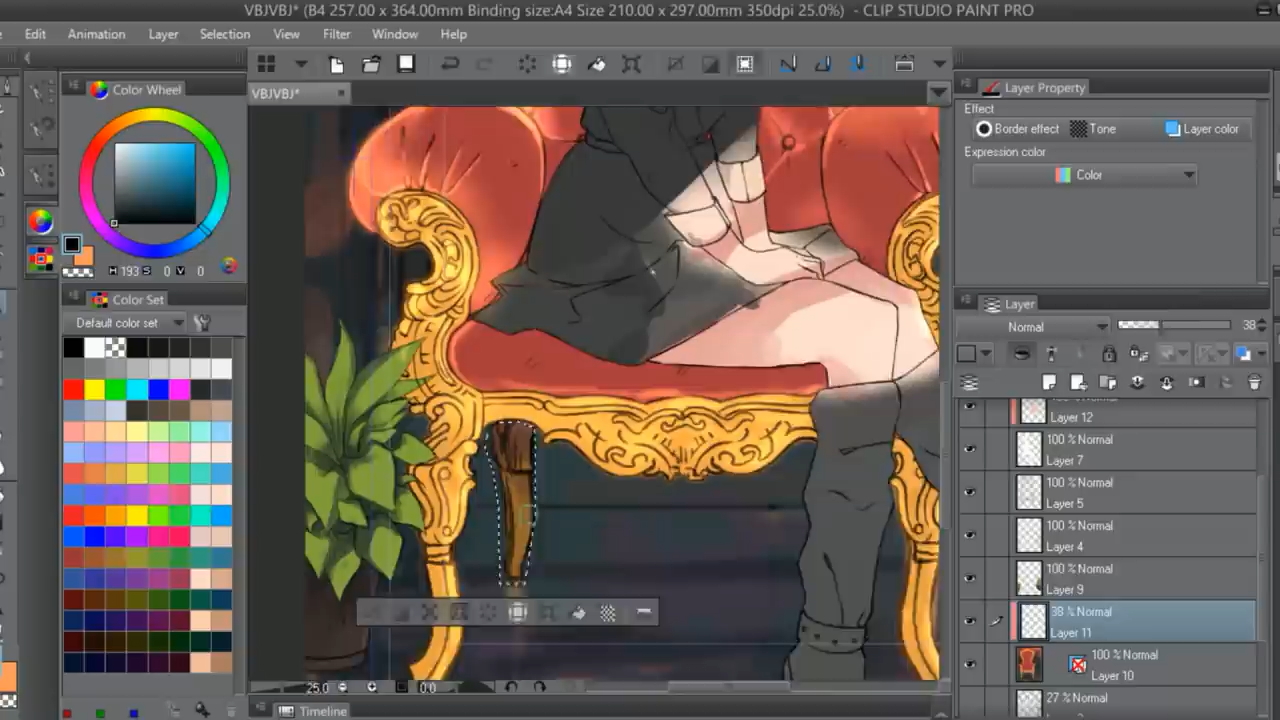 VBJVBJ* (B4 257.00 x 364.00mm Binding size:A4 Size 210.00 x 297.00mm 350dpi 25.0%)  - CLIP STUDIO PAINT PRO
Edit Animation Layer Selection View Filter Window Help
Color Wheel
VBJVBJ*
Layer Property
Effect
Border effect Tone Layer color
Expression color
Color
H 193 S 0 V 0
Color Set
Default color set
Layer
Normal 38
Layer 12
100 % Normal
Layer 7
100 % Normal
Layer 5
100 % Normal
Layer 4
100 % Normal
Layer 9
38 % Normal
Layer 11
100 % Normal
Layer 10
27 % Normal
25.0 0.0
Timeline